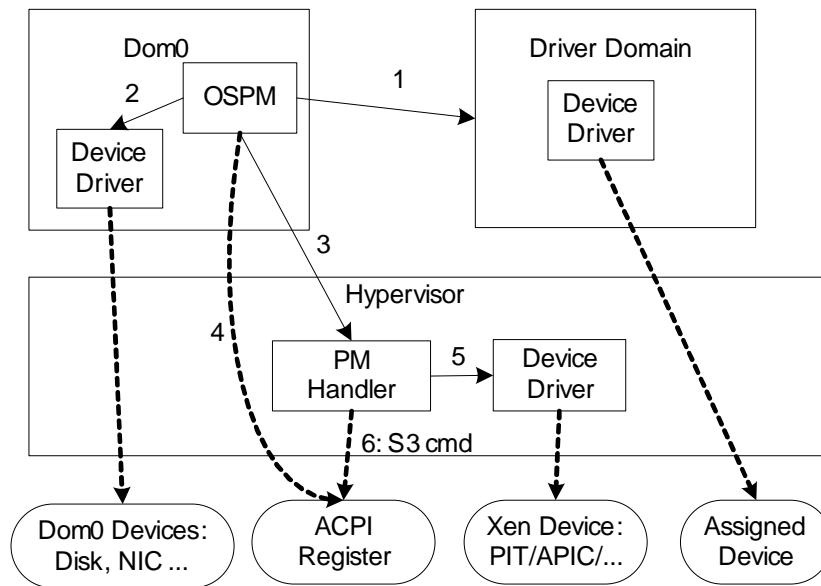 Dom0
Driver Domain
OSPM
1
2
Device
Driver
Device
Driver
3
Hypervisor
4
PM
Handler
5
Device
Driver
6: S3 cmd
Dom0 Devices:
Disk, NIC ...
ACPI
Register
Xen Device:
PIT/APIC/...
Assigned
Device